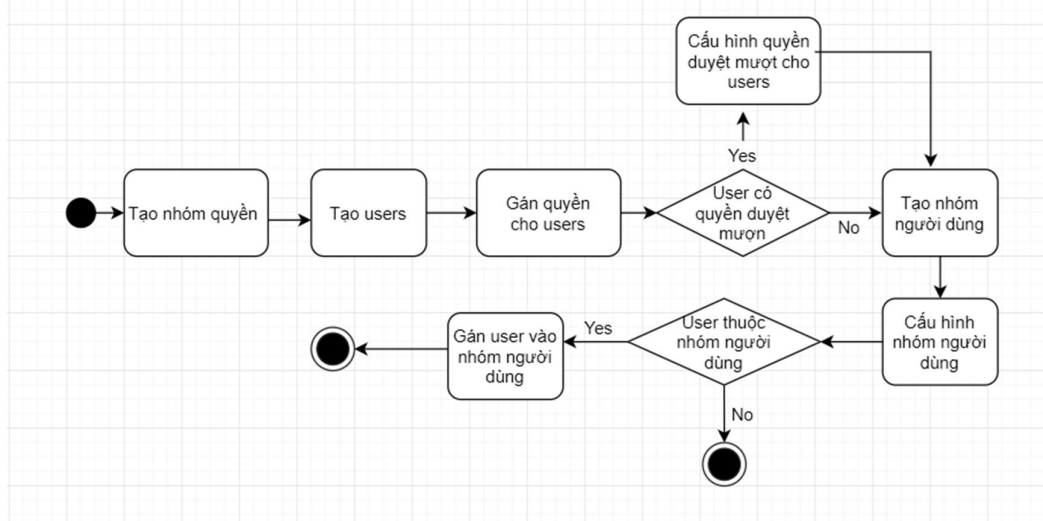 Cấu hình quyền
duyệt mượt cho
users
Yes
Tạo nhóm quyền
Tạo users
Gán quyền
cho users
User có
quyền duyệt
mượn
No
Tạo nhóm
người dùng
Cấu hình
nhóm người
dùng
User thuộc
nhóm người
dùng
Yes
Gán user vào
nhóm người
dùng
No